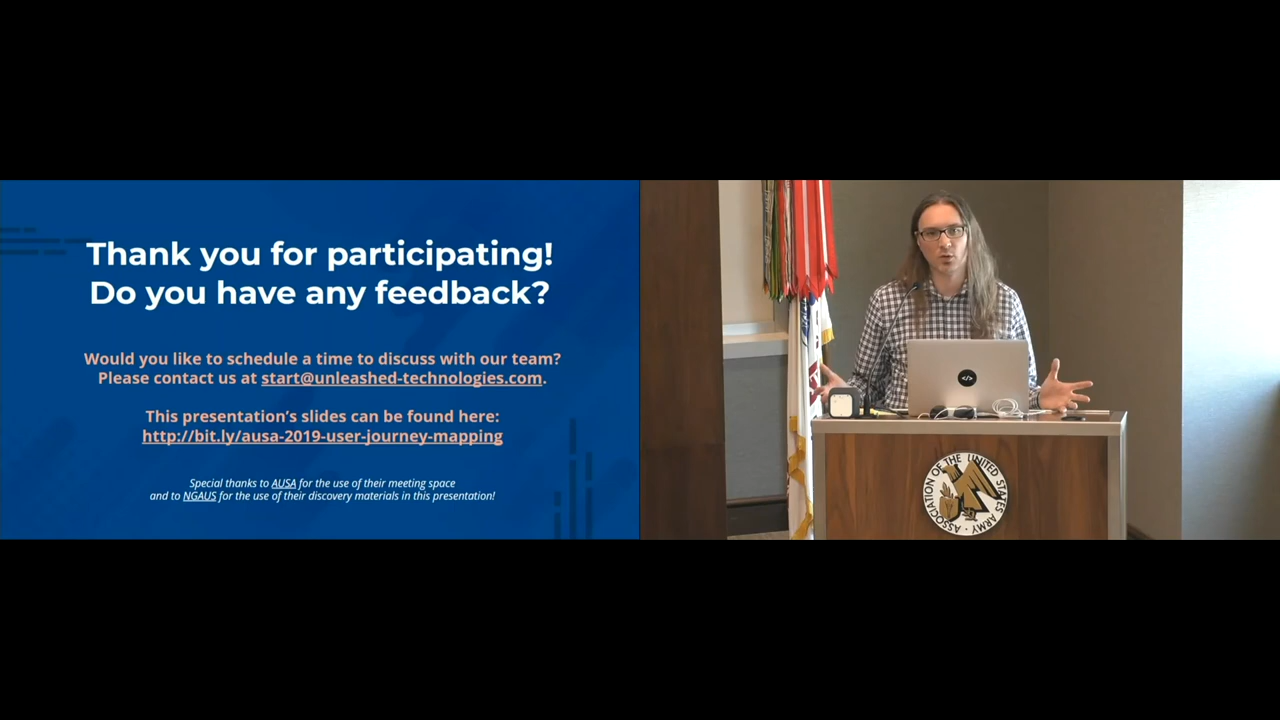 Thank you for participating!
Do you have any feedback?
Would you like to schedule a time to discuss with our team?
Please contact us at start@unleashed-technologies.com.
This presentation's slides can be found here:
http://bit.ly/ausa-2019-user-journey-mapping
Special thanks to AUSA for the use of their meeting space
and to NGAUS for the use of their discovery materials in this presentation!
</>
ASSOCIATION OF THE UNITED STATES ARMY